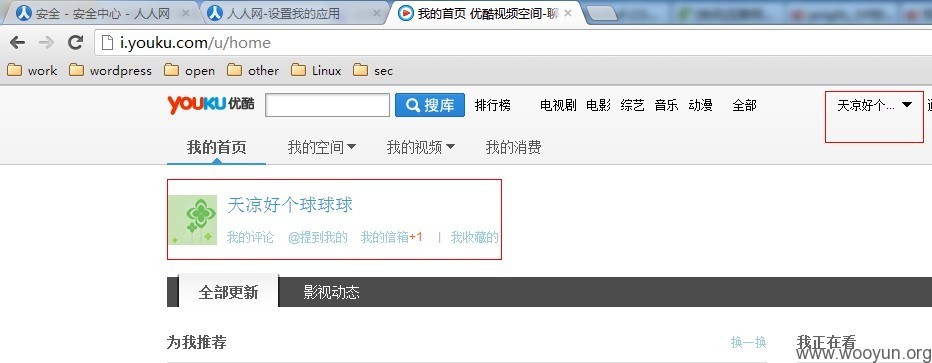 安全 - 安全中心 - 人人网 × 人人网-设置我的应用 × 我的首页 优酷视频空间-聊 ×
i.youku.com/u/home
work wordpress open other Linux sec
YOUKU 优酷 搜库 排行榜 电视剧 电影 综艺 音乐 动漫 全部 天凉好个...
我的首页 我的空间 我的视频 我的消费
天凉好个球球球
我的评论 @提到我的 我的信箱+1 | 我收藏的
全部更新 影视动态
为我推荐 换一换 我正在看
www.wooyun.org